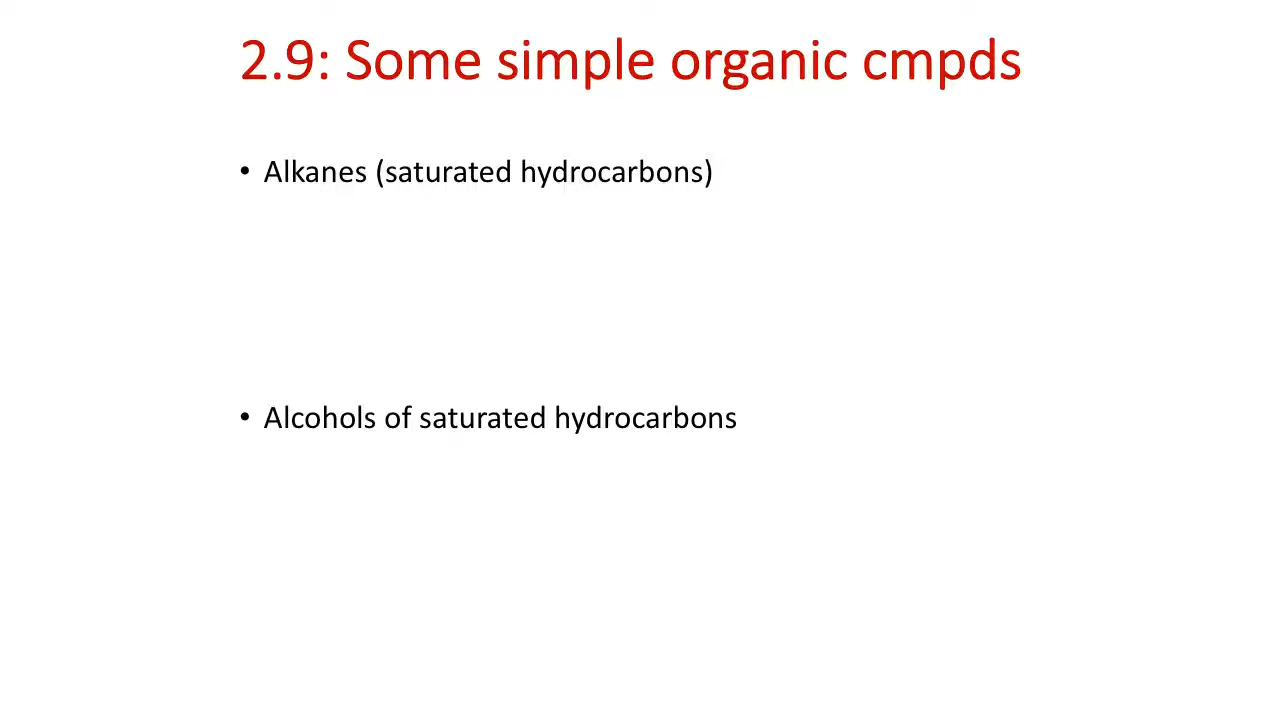 2.9: Some simple organic cmpds
• Alkanes (saturated hydrocarbons)
• Alcohols of saturated hydrocarbons